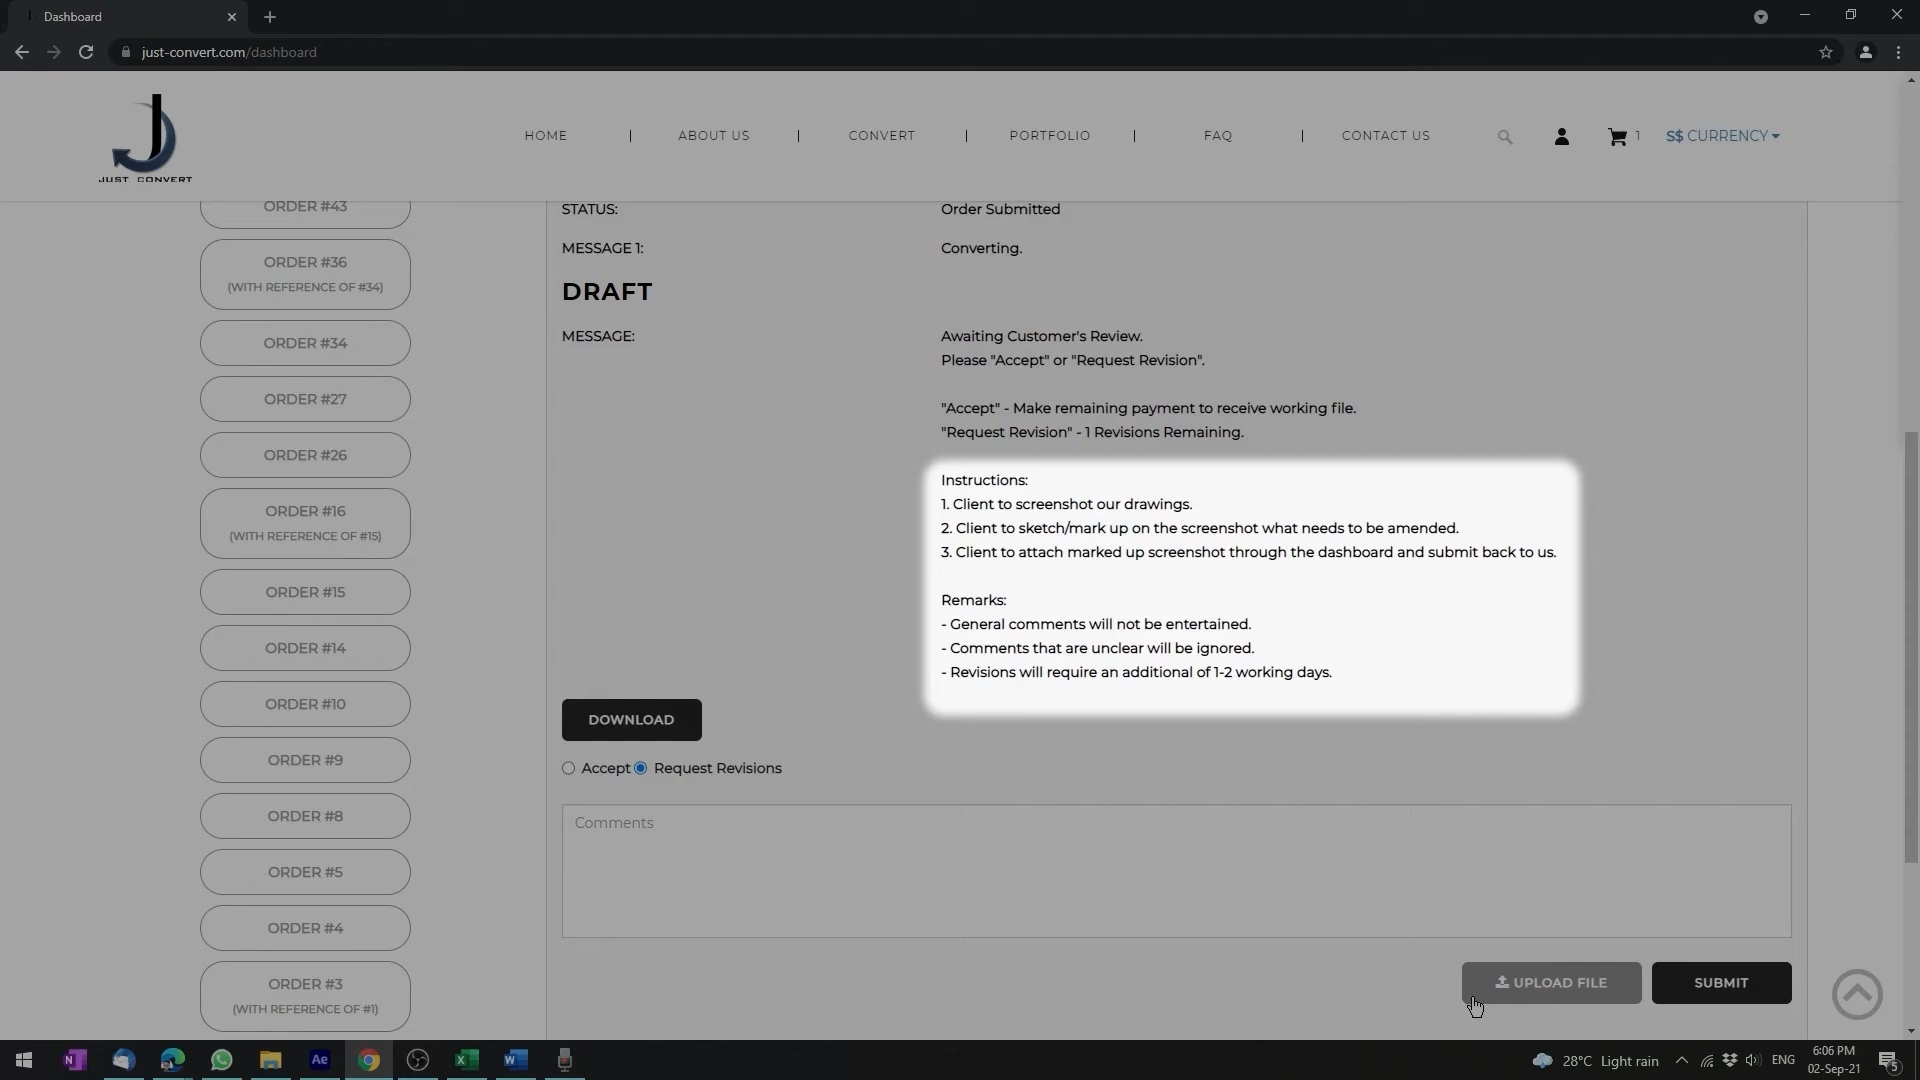 Dashboard
just-convert.com/dashboard
J
JUST CONVERT
HOME | ABOUT US | CONVERT | PORTFOLIO | FAQ | CONTACT US
1
S$ CURRENCY
ORDER #43
ORDER #36
(WITH REFERENCE OF #34)
ORDER #34
ORDER #27
ORDER #26
ORDER #16
(WITH REFERENCE OF #15)
ORDER #15
ORDER #14
ORDER #10
ORDER #9
ORDER #8
ORDER #5
ORDER #4
ORDER #3
(WITH REFERENCE OF #1)
STATUS: Order Submitted
MESSAGE 1: Converting.
DRAFT
MESSAGE: Awaiting Customer's Review.
Please "Accept" or "Request Revision".
"Accept" - Make remaining payment to receive working file.
"Request Revision" - 1 Revisions Remaining.
Instructions:
1. Client to screenshot our drawings.
2. Client to sketch/mark up on the screenshot what needs to be amended.
3. Client to attach marked up screenshot through the dashboard and submit back to us.
Remarks:
- General comments will not be entertained.
- Comments that are unclear will be ignored.
- Revisions will require an additional of 1-2 working days.
DOWNLOAD
Accept Request Revisions
Comments
UPLOAD FILE SUBMIT
N Ae X W
28°C Light rain ENG
6:06 PM
02-Sep-21
5